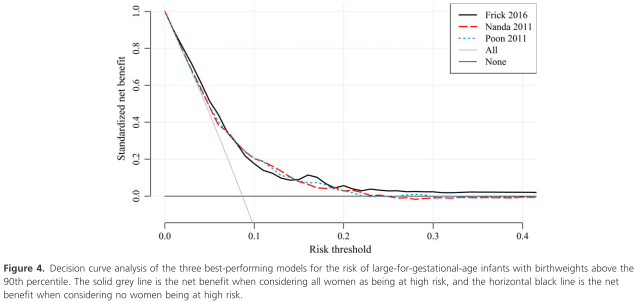 Frick 2016
Nanda 2011
Poon 2011
All
None
Standardized net benefit
1.0
0.8
0.6
0.4
0.2
0.0
0.0 0.1 0.2 0.3 0.4
Risk threshold
Figure 4. Decision curve analysis of the three best-performing models for the risk of large-for-gestational-age infants with birthweights above the
90th percentile. The solid grey line is the net benefit when considering all women as being at high risk, and the horizontal black line is the net
benefit when considering no women being at high risk.